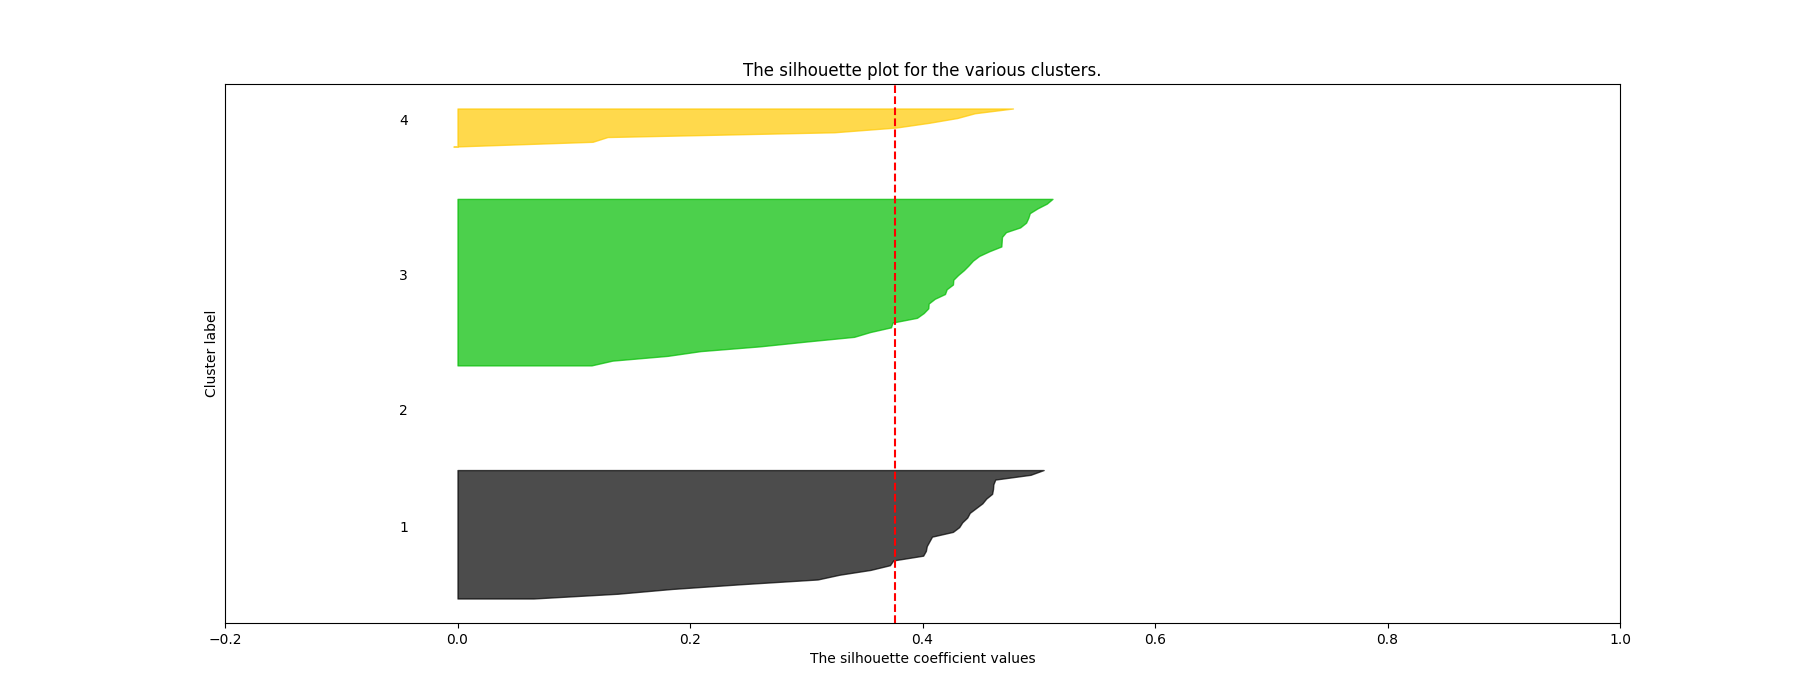 The silhouette plot for the various clusters.
4
3
2
1
Cluster label
−0.2 0.0 0.2 0.4 0.6 0.8 1.0
The silhouette coefficient values